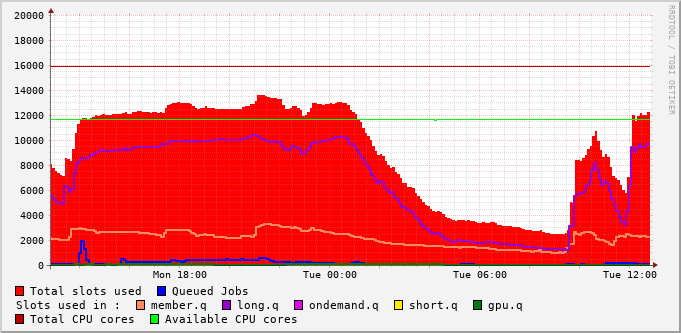 20000
18000
16000
14000
12000
10000
8000
6000
4000
2000
0
Mon 18:00 Tue 00:00 Tue 06:00 Tue 12:00
RRDTOOL / TOBI OETIKER
Total slots used Queued Jobs
Slots used in : member.q long.q ondemand.q short.q gpu.q
Total CPU cores Available CPU cores